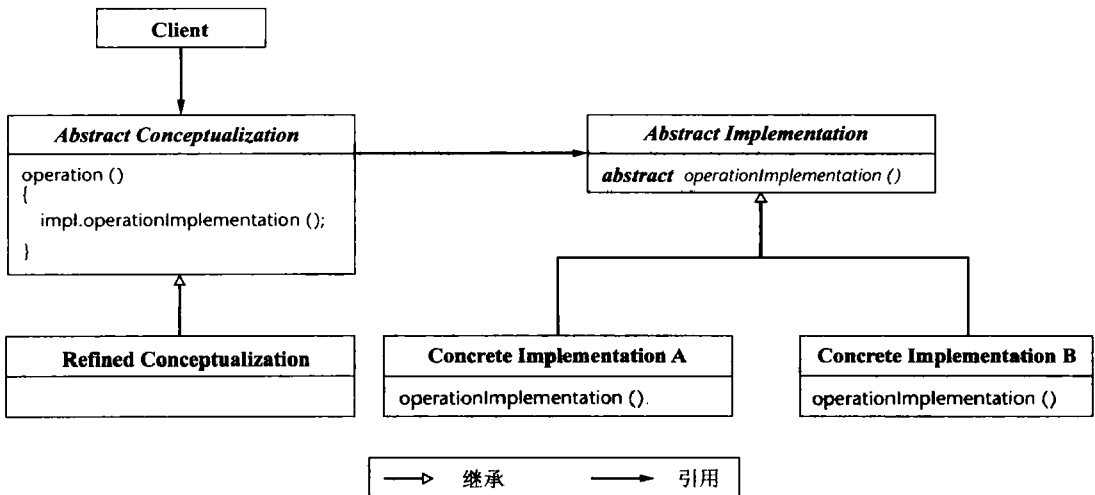 Client
Abstract Conceptualization
operation ()
{
impl.operationImplementation ();
}
Abstract Implementation
abstract operationImplementation ()
Refined Conceptualization
Concrete Implementation A
operationImplementation ().
Concrete Implementation B
operationImplementation ()
继承
引用